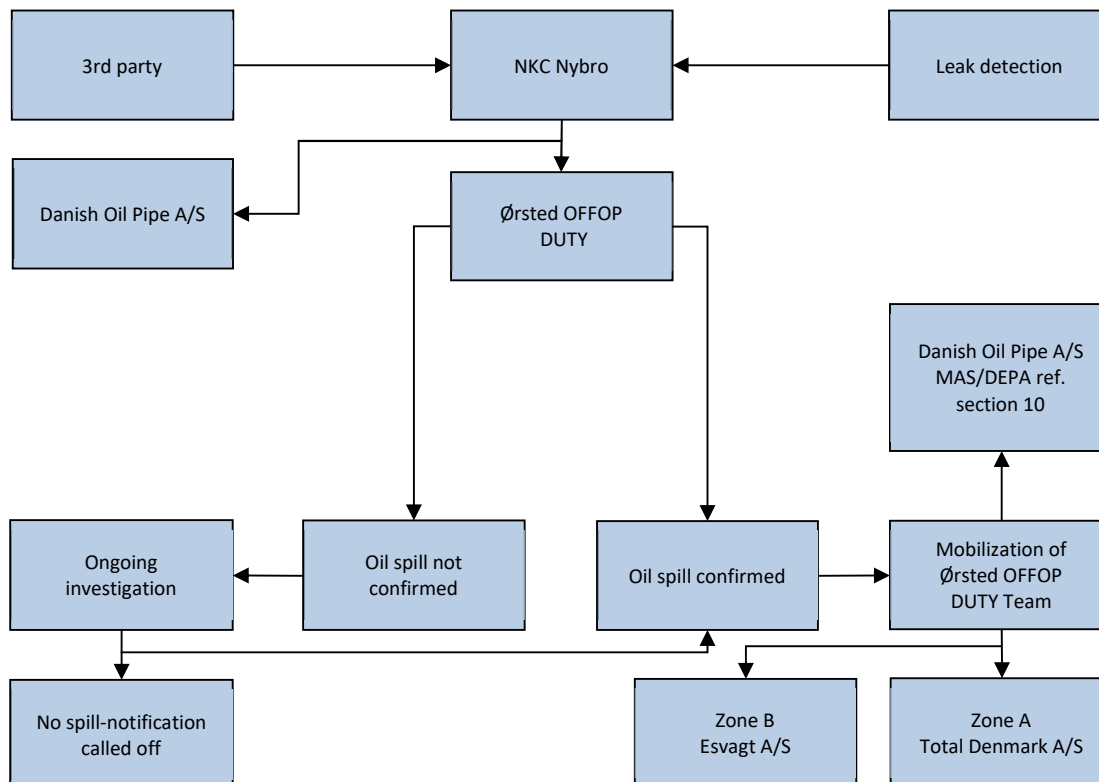 3rd party
NKC Nybro
Leak detection
Danish Oil Pipe A/S
Ørsted OFFOP
DUTY
Danish Oil Pipe A/S
MAS/DEPA ref.
section 10
Ongoing
investigation
Oil spill not
confirmed
Oil spill confirmed
Mobilization of
Ørsted OFFOP
DUTY Team
No spill-notification
called off
Zone B
Esvagt A/S
Zone A
Total Denmark A/S